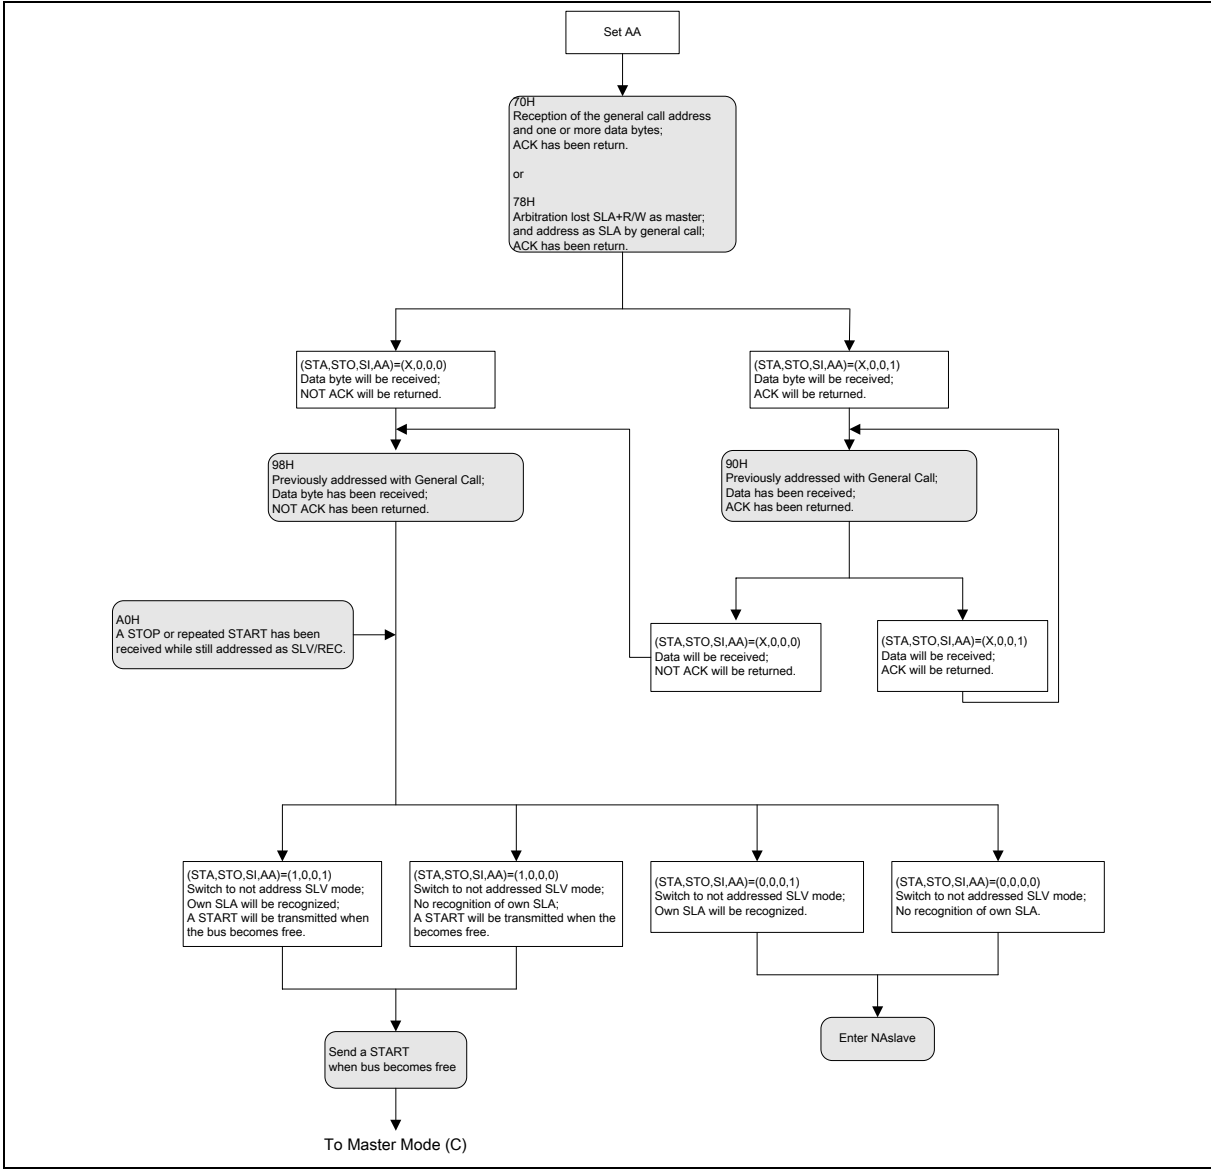 Set AA
70H
Reception of the general call address
and one or more data bytes;
ACK has been return.
or
78H
Arbitration lost SLA+R/W as master;
and address as SLA by general call;
ACK has been return.
(STA,STO,SI,AA)=(X,0,0,0)
Data byte will be received;
NOT ACK will be returned.
(STA,STO,SI,AA)=(X,0,0,1)
Data byte will be received;
ACK will be returned.
98H
Previously addressed with General Call;
Data byte has been received;
NOT ACK has been returned.
90H
Previously addressed with General Call;
Data has been received;
ACK has been returned.
A0H
A STOP or repeated START has been
received while still addressed as SLV/REC.
(STA,STO,SI,AA)=(X,0,0,0)
Data will be received;
NOT ACK will be returned.
(STA,STO,SI,AA)=(X,0,0,1)
Data will be received;
ACK will be returned.
(STA,STO,SI,AA)=(1,0,0,1)
Switch to not address SLV mode;
Own SLA will be recognized;
A START will be transmitted when
the bus becomes free.
(STA,STO,SI,AA)=(1,0,0,0)
Switch to not addressed SLV mode;
No recognition of own SLA;
A START will be transmitted when the
becomes free.
(STA,STO,SI,AA)=(0,0,0,1)
Switch to not addressed SLV mode;
Own SLA will be recognized.
(STA,STO,SI,AA)=(0,0,0,0)
Switch to not addressed SLV mode;
No recognition of own SLA.
Send a START
when bus becomes free
Enter NAslave
To Master Mode (C)